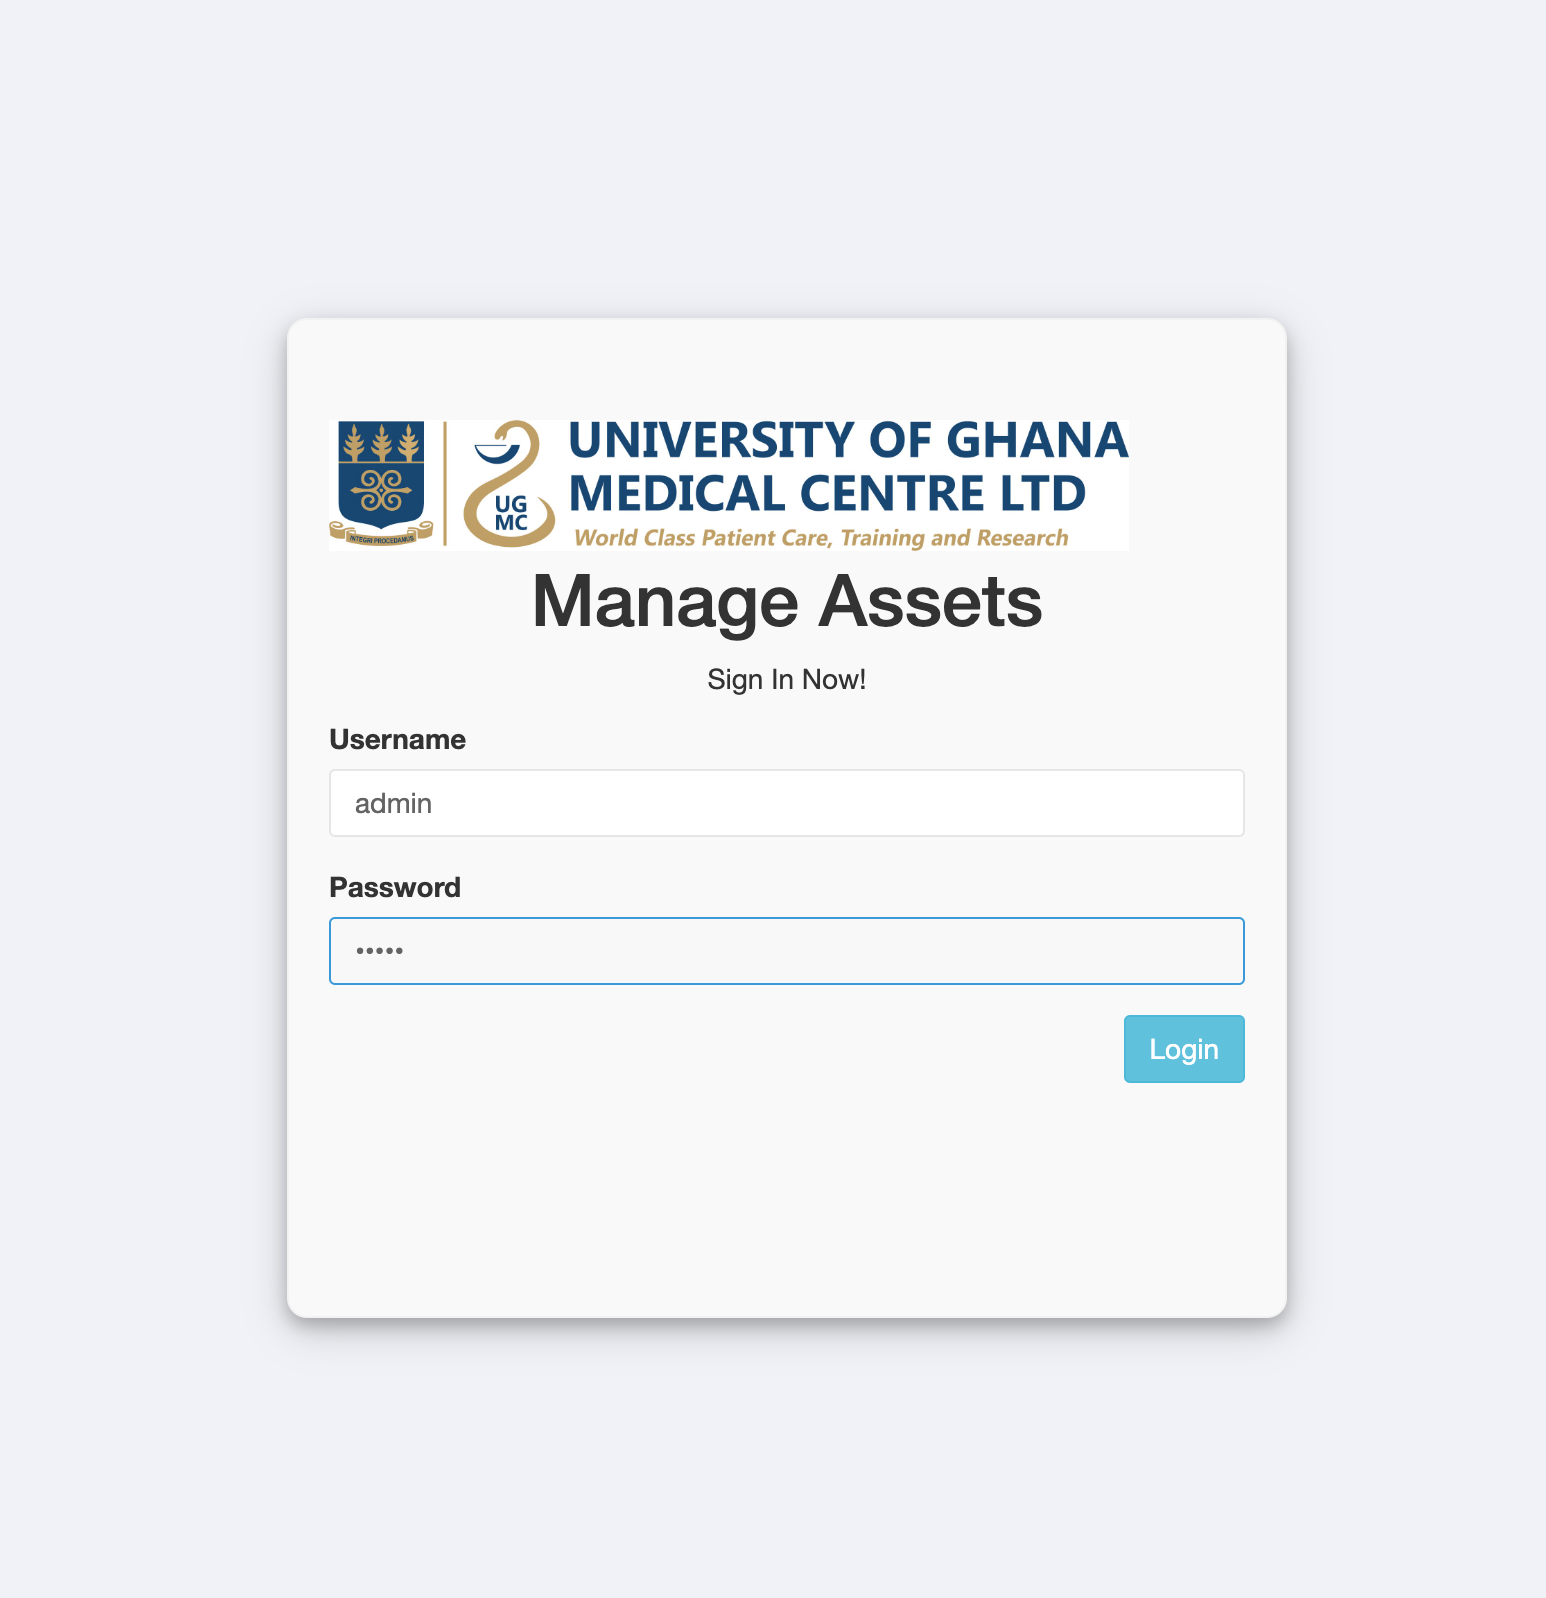 UNIVERSITY OF GHANA
MEDICAL CENTRE LTD
UG
MC
World Class Patient Care, Training and Research
INTEGRI PROCEDAMUS
Manage Assets
Sign In Now!
Username
admin
Password
•••••
Login